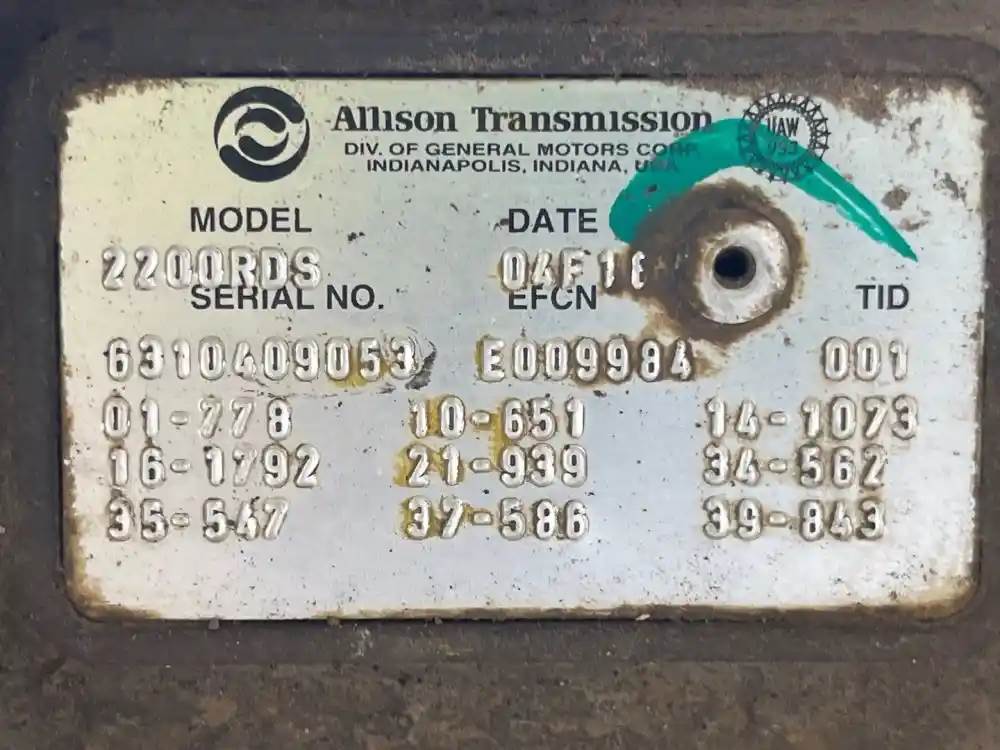 Allison Transmission
DIV. OF GENERAL MOTORS CORP.
INDIANAPOLIS, INDIANA, USA
UAW
933
MODEL DATE
2200RDS
SERIAL NO. EFCN TID
6310409053 E009984 001
01-778 10-651 14-1073
16-1792 21-939 34-562
35-547 37-586 39-843